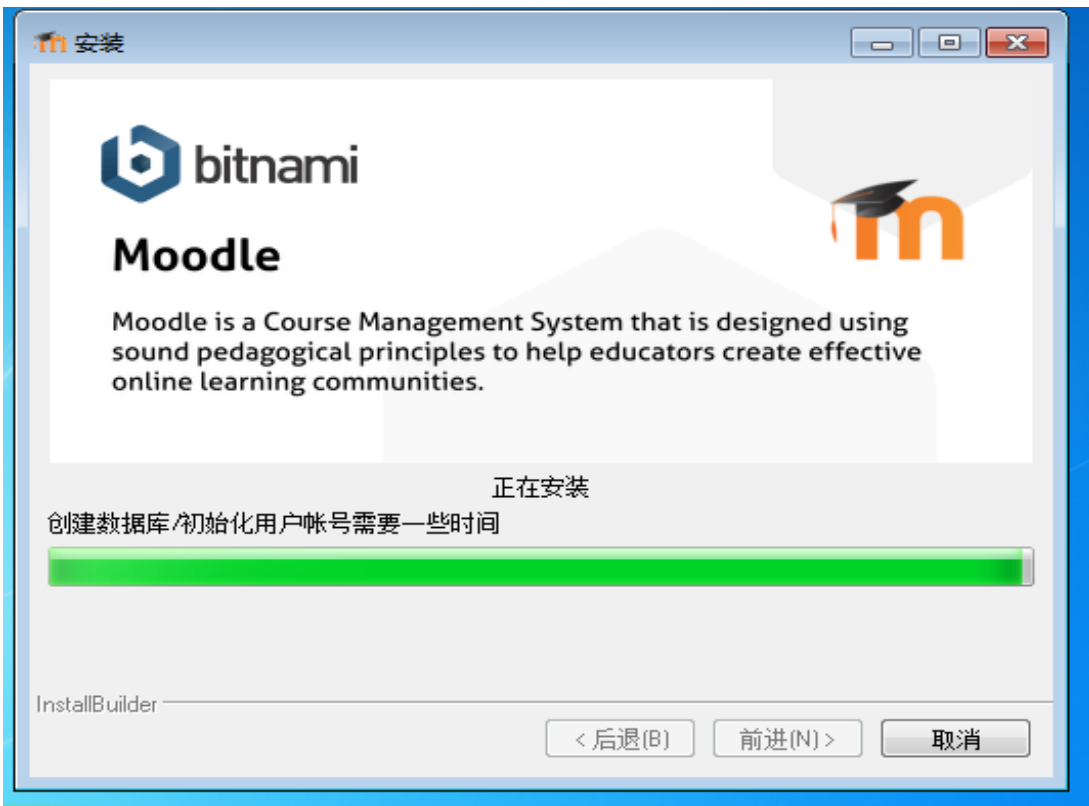 安装
bitnami
Moodle
Moodle is a Course Management System that is designed using
sound pedagogical principles to help educators create effective
online learning communities.
正在安装
创建数据库/初始化用户帐号需要一些时间
InstallBuilder
< 后退(B) 前进(N) > 取消